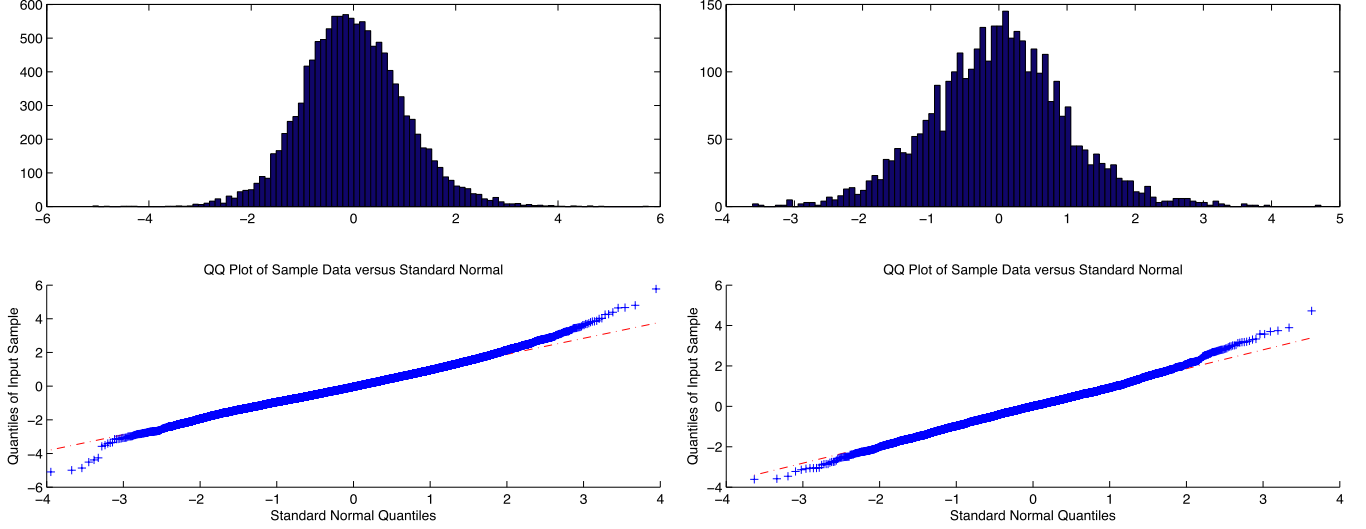 600
500
400
300
200
100
0
−6 −4 −2 0 2 4 6
150
100
50
0
−4 −3 −2 −1 0 1 2 3 4 5
QQ Plot of Sample Data versus Standard Normal
Quantiles of Input Sample
6
4
2
0
−2
−4
−6
−4 −3 −2 −1 0 1 2 3 4
Standard Normal Quantiles
QQ Plot of Sample Data versus Standard Normal
Quantiles of Input Sample
6
4
2
0
−2
−4
−4 −3 −2 −1 0 1 2 3 4
Standard Normal Quantiles